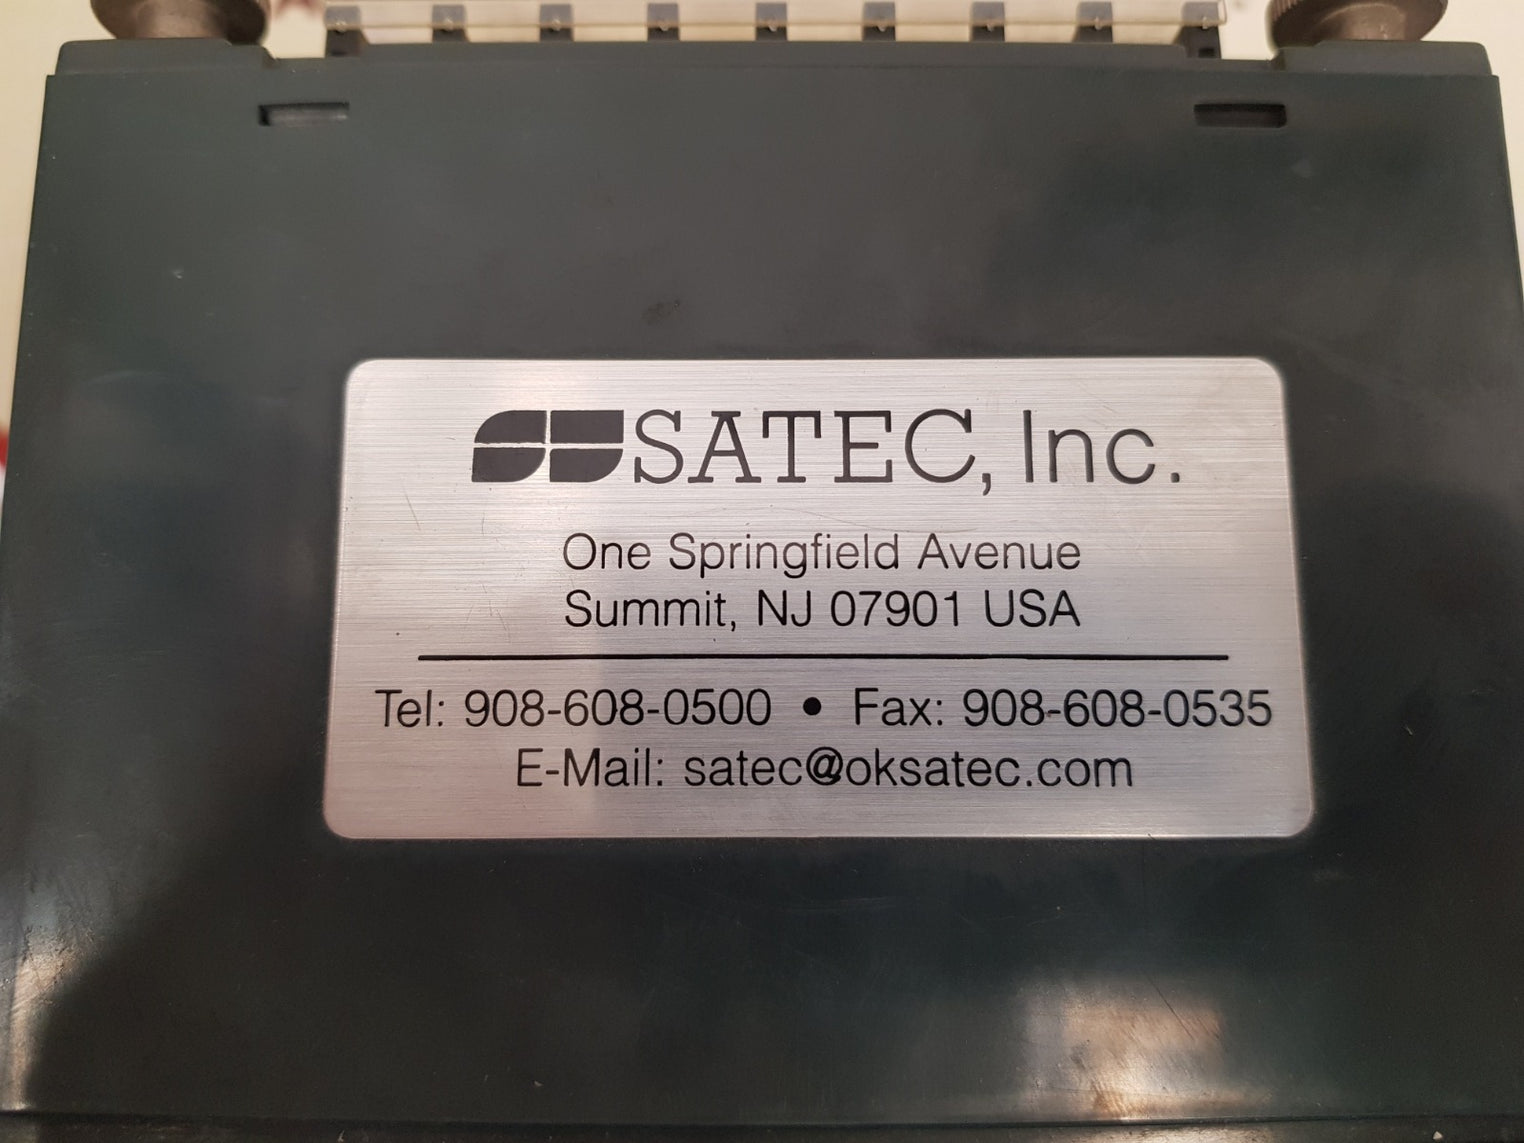 SATEC, Inc.
One Springfield Avenue
Summit, NJ 07901 USA
Tel: 908-608-0500 • Fax: 908-608-0535
E-Mail: satec@oksatec.com